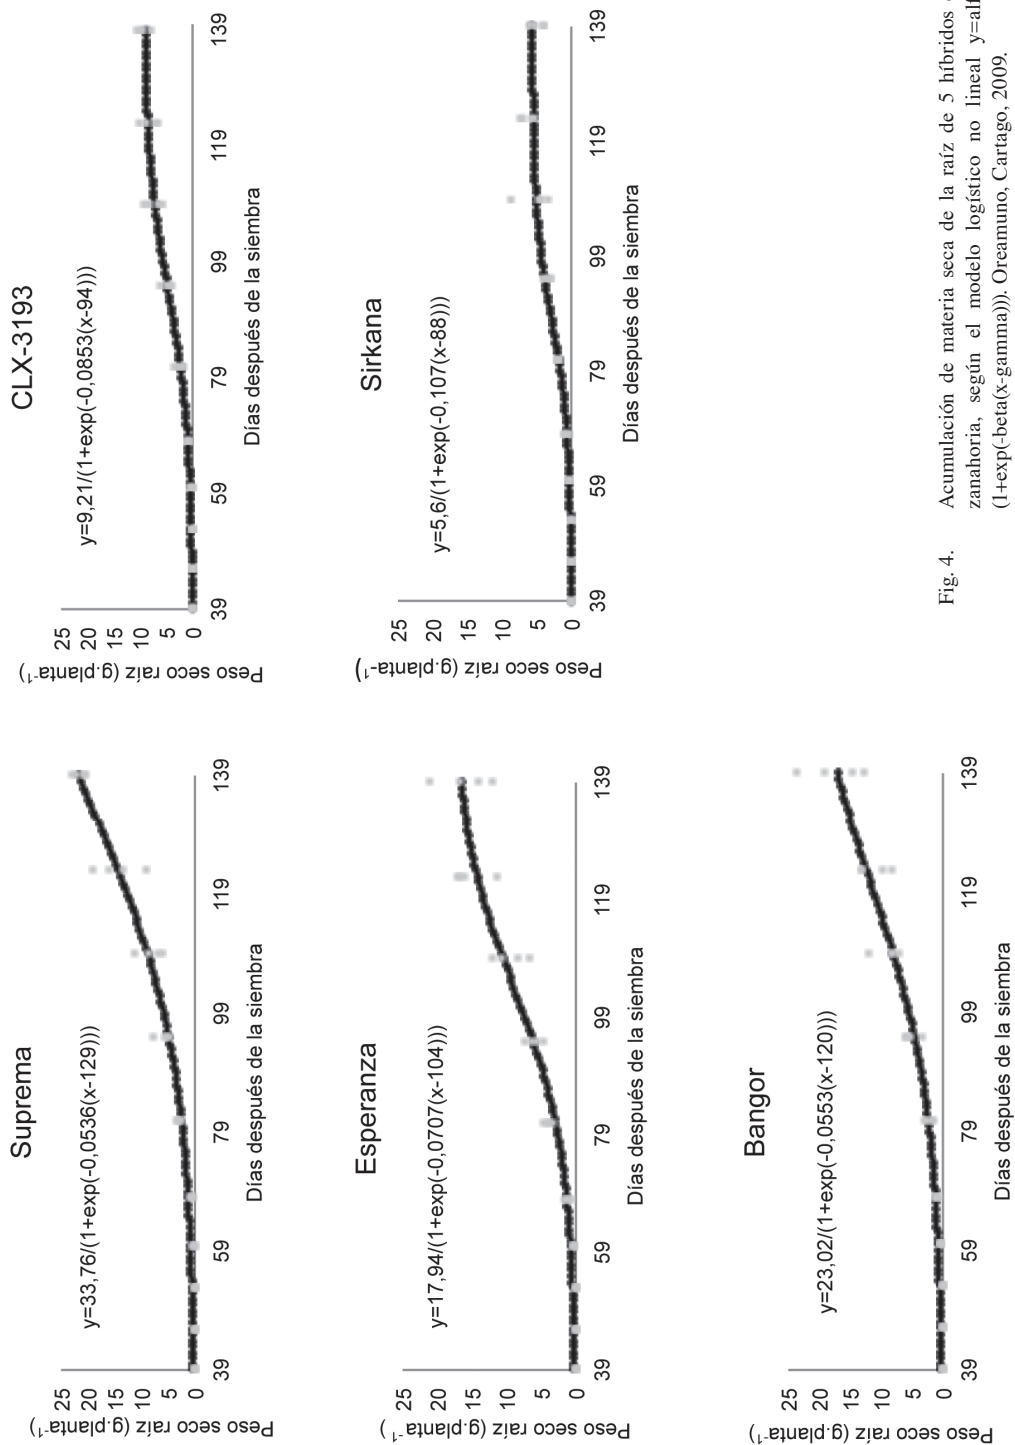 Suprema
y=33,76/(1+exp(-0,0536(x-129)))
Peso seco raíz (g.planta-1)
25
20
15
10
5
0
39
59
79
99
119
139
Días después de la siembra
CLX-3193
y=9,21/(1+exp(-0,0853(x-94)))
Peso seco raíz (g.planta-1)
25
20
15
10
5
0
39
59
79
99
119
139
Días después de la siembra
Esperanza
y=17,94/(1+exp(-0,0707(x-104)))
Peso seco raíz (g.planta-1)
25
20
15
10
5
0
39
59
79
99
119
139
Días después de la siembra
Sirkana
y=5,6/(1+exp(-0,107(x-88)))
Peso seco raíz (g.planta-1)
25
20
15
10
5
0
39
59
79
99
119
139
Días después de la siembra
Bangor
y=23,02/(1+exp(-0,0553(x-120)))
Peso seco raíz (g.planta-1)
25
20
15
10
5
0
39
59
79
99
119
139
Días después de la siembra
Fig. 4. Acumulación de materia seca de la raíz de 5 híbridos
zanahoria, según el modelo logístico no lineal
(1+exp(-beta(x-gamma))). Oreamuno, Cartago, 2009.